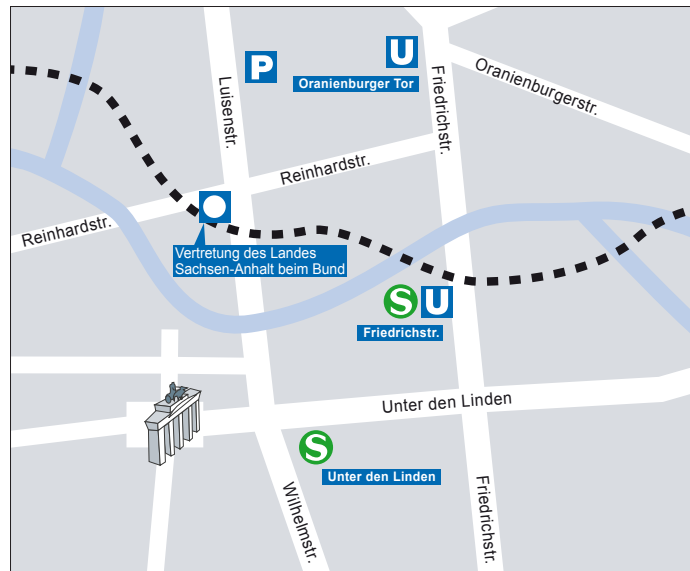 P
U
Oranienburger Tor
Luisenstr.
Friedrichstr.
Oranienburgerstr.
Reinhardstr.
Reinhardstr.
Vertretung des Landes
Sachsen-Anhalt beim Bund
S U
Friedrichstr.
Unter den Linden
S
Unter den Linden
Wilhelmstr.
Friedrichstr.